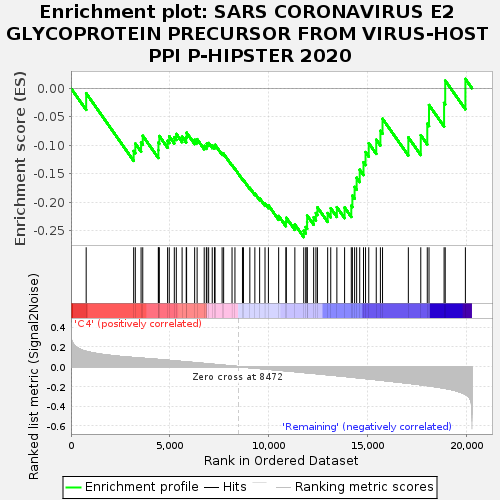 Enrichment plot: SARS CORONAVIRUS E2
GLYCOPROTEIN PRECURSOR FROM VIRUS-HOST
PPI P-HIPSTER 2020
Enrichment score (ES)
0.00
-0.05
-0.10
-0.15
-0.20
-0.25
Ranked list metric (Signal2Noise)
'C4' (positively correlated)
0.4
0.2
0.0
-0.2
-0.4
-0.6
Zero cross at 8472
'Remaining' (negatively correlated)
0
5,000
10,000
15,000
20,000
Rank in Ordered Dataset
Enrichment profile
Hits
Ranking metric scores